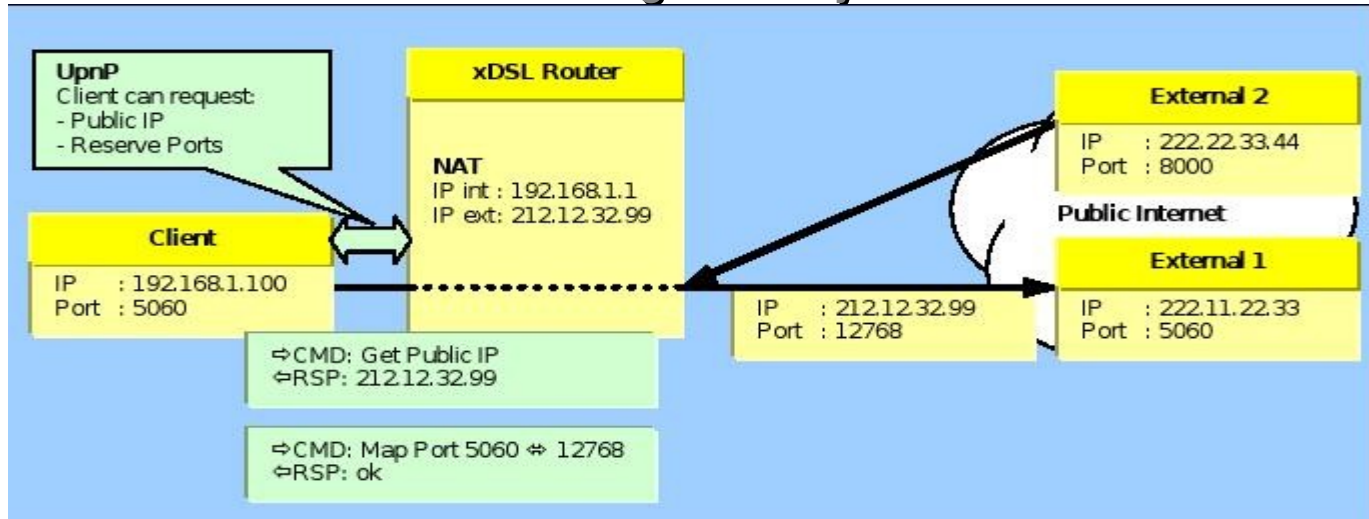 UpnP
Client can request:
- Public IP
- Reserve Ports
xDSL Router
NAT
IP int : 192.168.1.1
IP ext: 212.12.32.99
Client
IP : 192.168.1.100
Port : 5060
⇨CMD: Get Public IP
⇦RSP: 212.12.32.99
⇨CMD: Map Port 5060 ⇔ 12768
⇦RSP: ok
IP : 212.12.32.99
Port : 12768
External 2
IP : 222.22.33.44
Port : 8000
Public Internet
External 1
IP : 222.11.22.33
Port : 5060